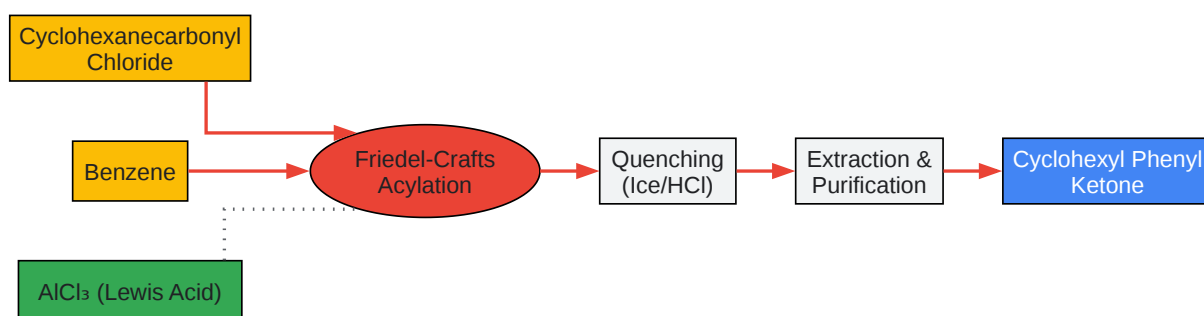 Cyclohexanecarbonyl
Chloride
Benzene
AlCl₃ (Lewis Acid)
Friedel-Crafts
Acylation
Quenching
(Ice/HCl)
Extraction &
Purification
Cyclohexyl Phenyl
Ketone